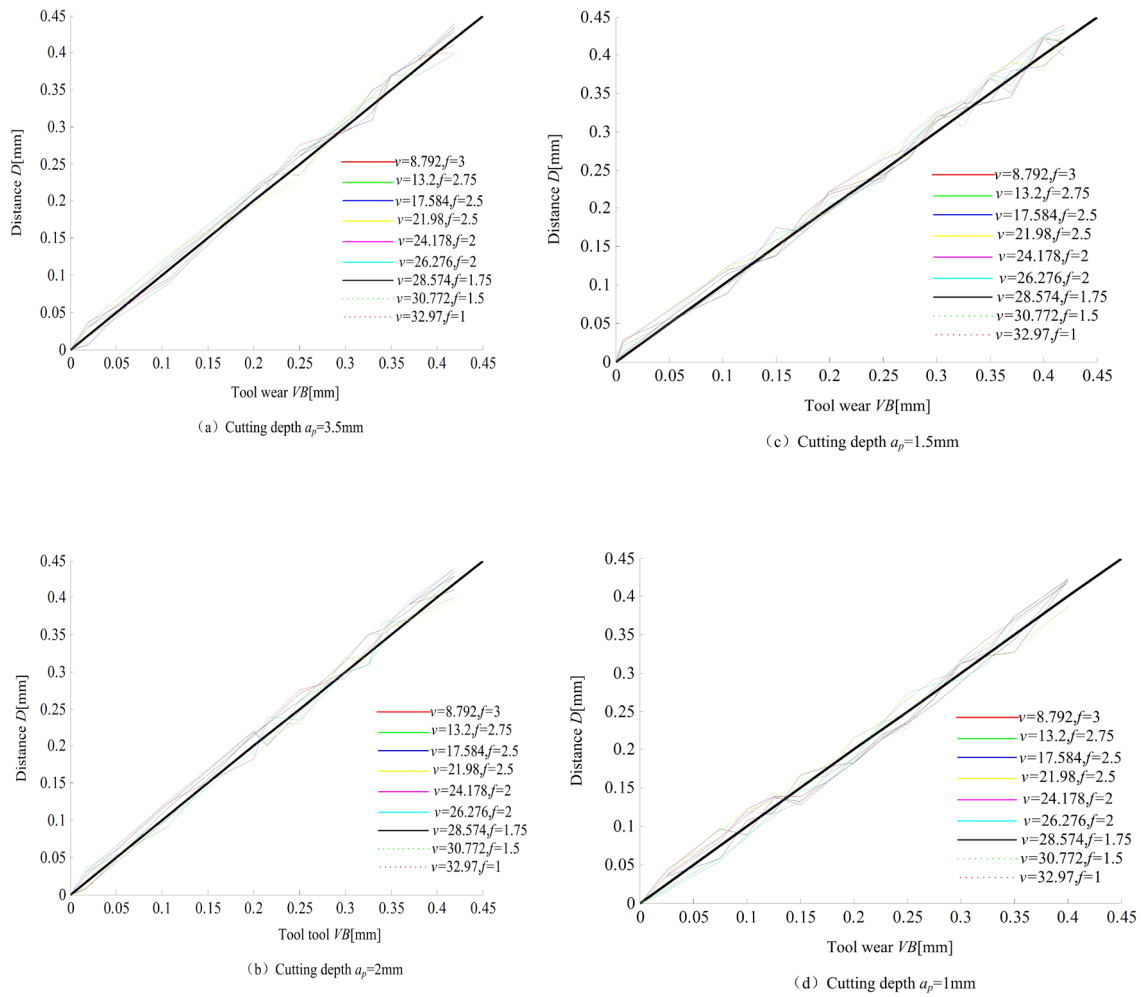 0.45
0.4
0.35
0.3
0.25
0.2
0.15
0.1
0.05
0
Distance D[mm]
v=8.792,f=3
v=13.2,f=2.75
v=17.584,f=2.5
v=21.98,f=2.5
v=24.178,f=2
v=26.276,f=2
v=28.574,f=1.75
v=30.772,f=1.5
v=32.97,f=1
0 0.05 0.1 0.15 0.2 0.25 0.3 0.35 0.4 0.45
Tool wear VB[mm]
（a）Cutting depth ap=3.5mm
0.45
0.4
0.35
0.3
0.25
0.2
0.15
0.1
0.05
0
Distance D[mm]
v=8.792,f=3
v=13.2,f=2.75
v=17.584,f=2.5
v=21.98,f=2.5
v=24.178,f=2
v=26.276,f=2
v=28.574,f=1.75
v=30.772,f=1.5
v=32.97,f=1
0 0.05 0.1 0.15 0.2 0.25 0.3 0.35 0.4 0.45
Tool wear VB[mm]
（c）Cutting depth ap=1.5mm
0.45
0.4
0.35
0.3
0.25
0.2
0.15
0.1
0.05
0
Distance D[mm]
v=8.792,f=3
v=13.2,f=2.75
v=17.584,f=2.5
v=21.98,f=2.5
v=24.178,f=2
v=26.276,f=2
v=28.574,f=1.75
v=30.772,f=1.5
v=32.97,f=1
0 0.05 0.1 0.15 0.2 0.25 0.3 0.35 0.4 0.45
Tool tool VB[mm]
（b）Cutting depth ap=2mm
0.45
0.4
0.35
0.3
0.25
0.2
0.15
0.1
0.05
0
Distance D[mm]
v=8.792,f=3
v=13.2,f=2.75
v=17.584,f=2.5
v=21.98,f=2.5
v=24.178,f=2
v=26.276,f=2
v=28.574,f=1.75
v=30.772,f=1.5
v=32.97,f=1
0 0.05 0.1 0.15 0.2 0.25 0.3 0.35 0.4 0.45
Tool wear VB[mm]
（d）Cutting depth ap=1mm